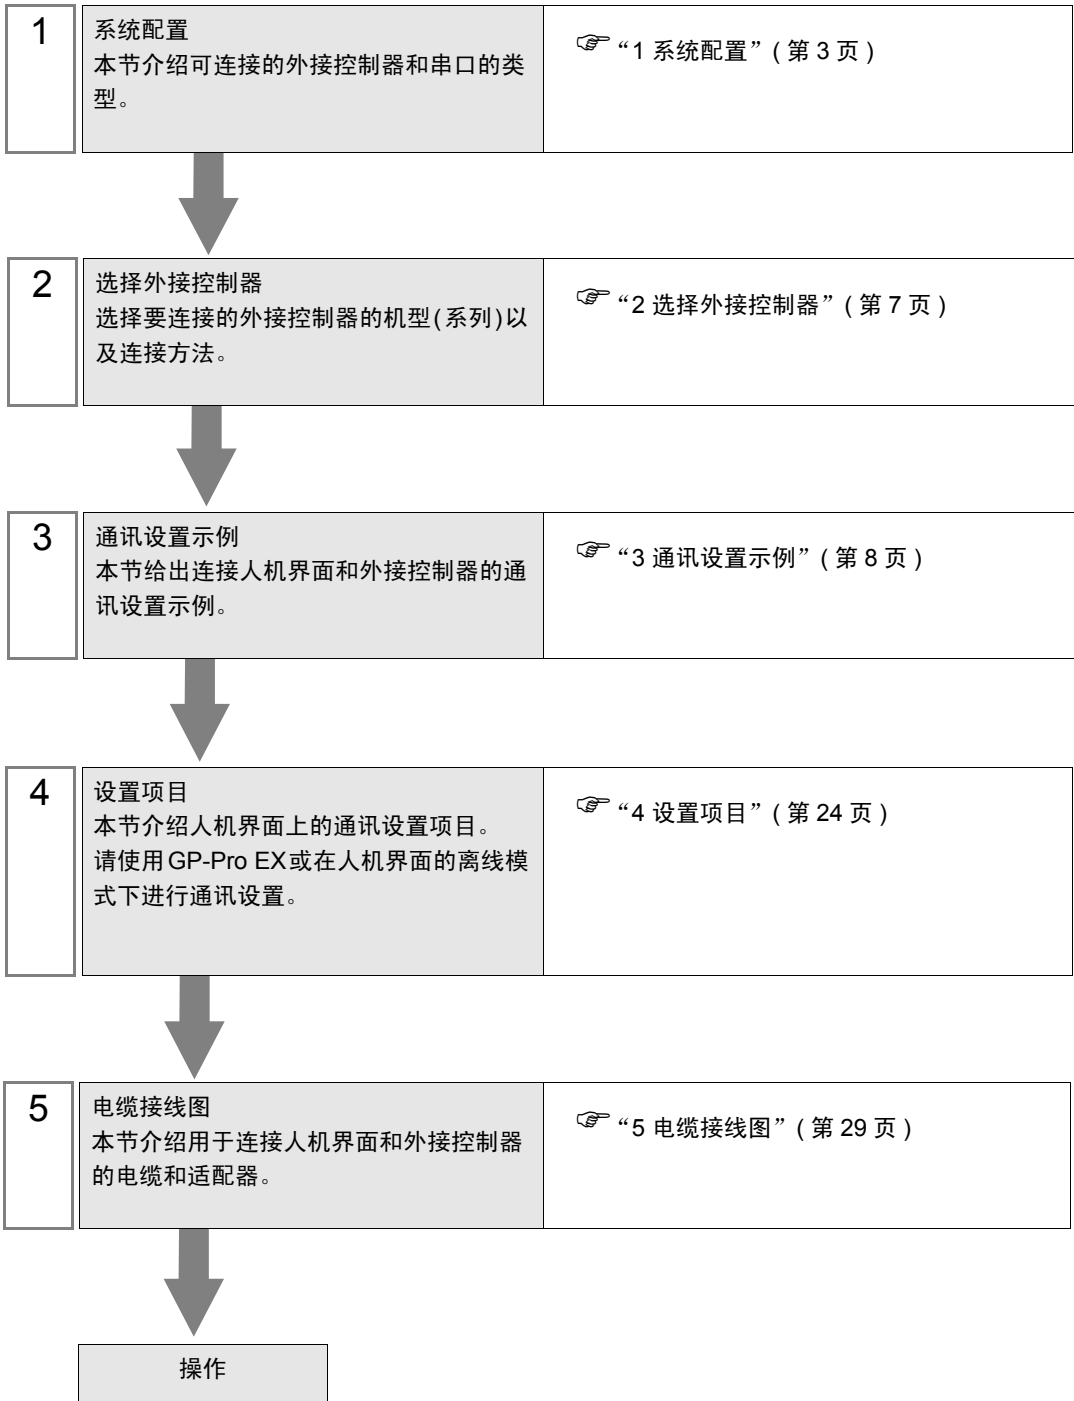 1
系统配置
本节介绍可连接的外接控制器和串口的类
型。
“1 系统配置” ( 第 3 页 )
2
选择外接控制器
选择要连接的外接控制器的机型(系列)以
及连接方法。
“2 选择外接控制器” ( 第 7 页 )
3
通讯设置示例
本节给出连接人机界面和外接控制器的通
讯设置示例。
“3 通讯设置示例” ( 第 8 页 )
4
设置项目
本节介绍人机界面上的通讯设置项目。
请使用GP-Pro EX或在人机界面的离线模
式下进行通讯设置。
“4 设置项目” ( 第 24 页 )
5
电缆接线图
本节介绍用于连接人机界面和外接控制器
的电缆和适配器。
“5 电缆接线图” ( 第 29 页 )
操作